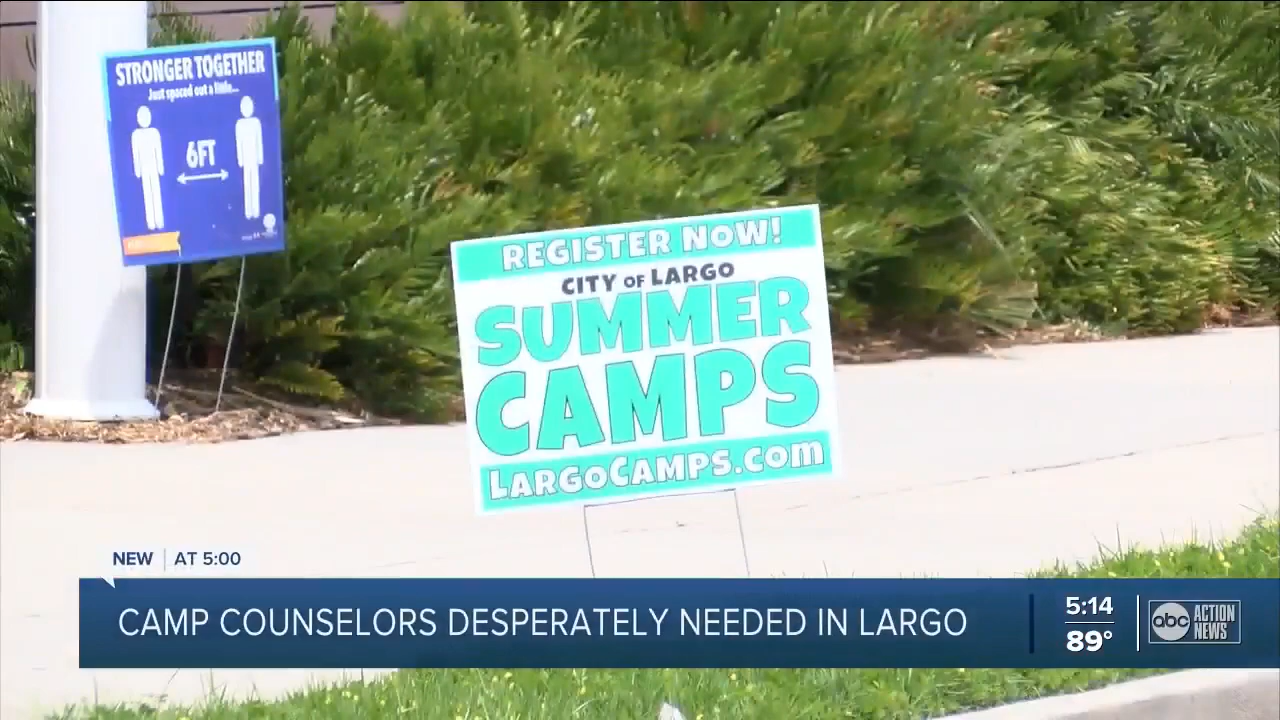 STRONGER TOGETHER
Just spaced out a little...
6FT
REGISTER NOW!
CITY OF LARGO
SUMMER
CAMPS
LARGOCAMPS.COM
NEW AT 5:00
CAMP COUNSELORS DESPERATELY NEEDED IN LARGO
5:14
89°
abc ACTION NEWS